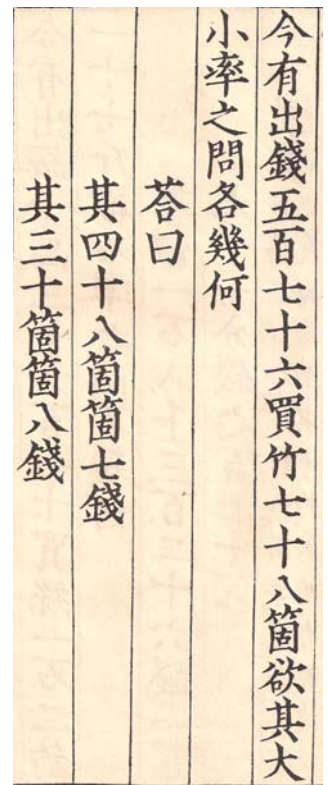 今有出錢五百七十六買竹七十八箇欲其大
小率之問各幾何
荅曰
其四十八箇箇七錢
其三十箇箇八錢